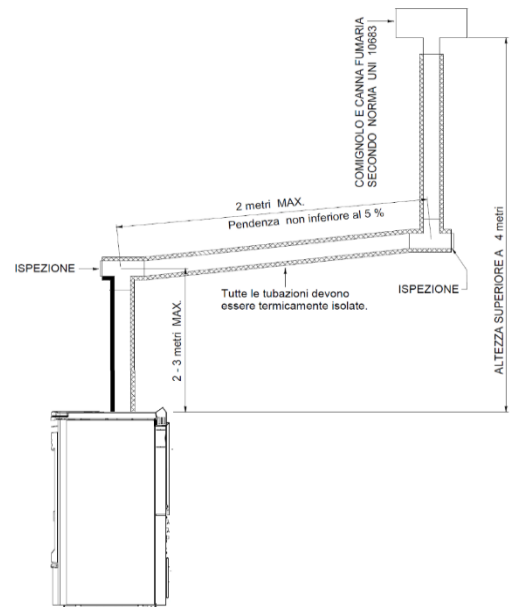 COMIGNOLO E CANNA FUMARIA
SECONDO NORMA UNI 10683
2 metri MAX.
Pendenza non inferiore al 5 %
ISPEZIONE
ISPEZIONE
Tutte le tubazioni devono
essere termicamente isolate.
2 - 3 metri MAX.
ALTEZZA SUPERIORE A 4 metri